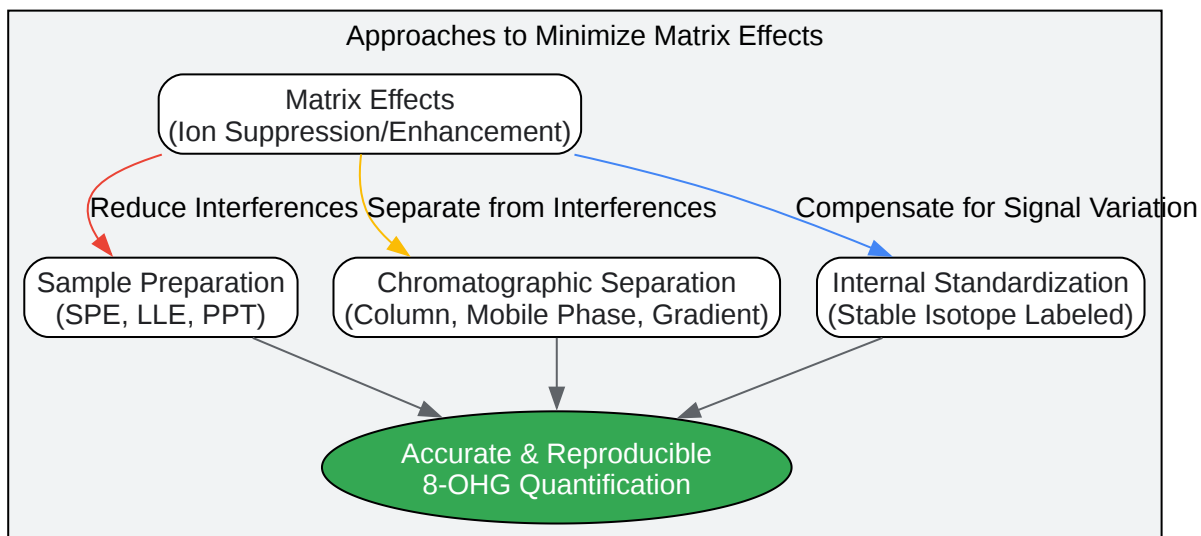 Approaches to Minimize Matrix Effects
Matrix Effects
(Ion Suppression/Enhancement)
Reduce Interferences
Separate from Interferences
Compensate for Signal Variation
Sample Preparation
(SPE, LLE, PPT)
Chromatographic Separation
(Column, Mobile Phase, Gradient)
Internal Standardization
(Stable Isotope Labeled)
Accurate & Reproducible
8-OHG Quantification